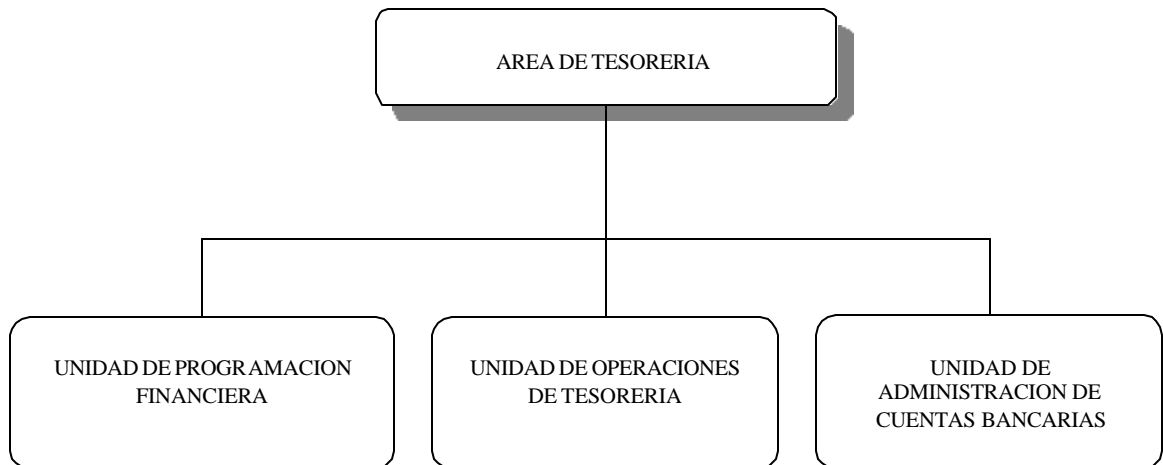 AREA DE TESORERIA
UNIDAD DE PROGRAMACION
FINANCIERA
UNIDAD DE OPERACIONES
DE TESORERIA
UNIDAD DE
ADMINISTRACION DE
CUENTAS BANCARIAS